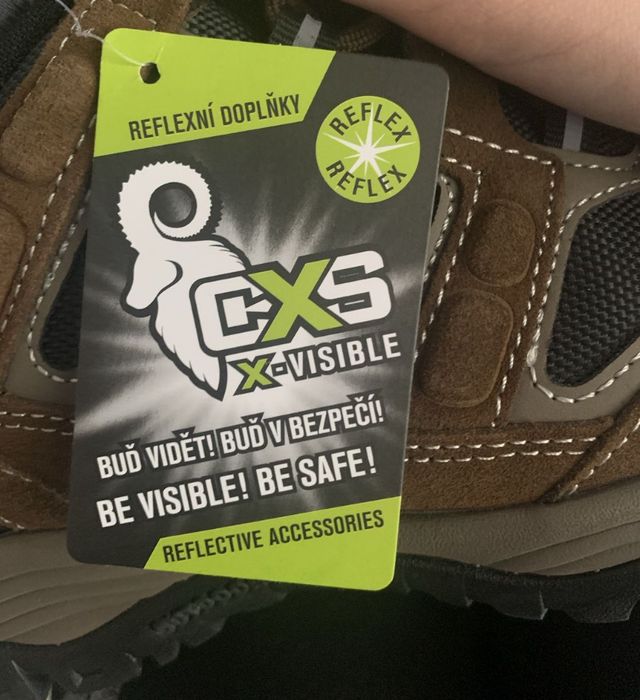 REFLEXNÍ DOPLŇKY
REFLEX
REFLEX
CXS
X-VISIBLE
BUĎ VIDĚT! BUĎ V BEZPEČÍ!
BE VISIBLE! BE SAFE!
REFLECTIVE ACCESSORIES